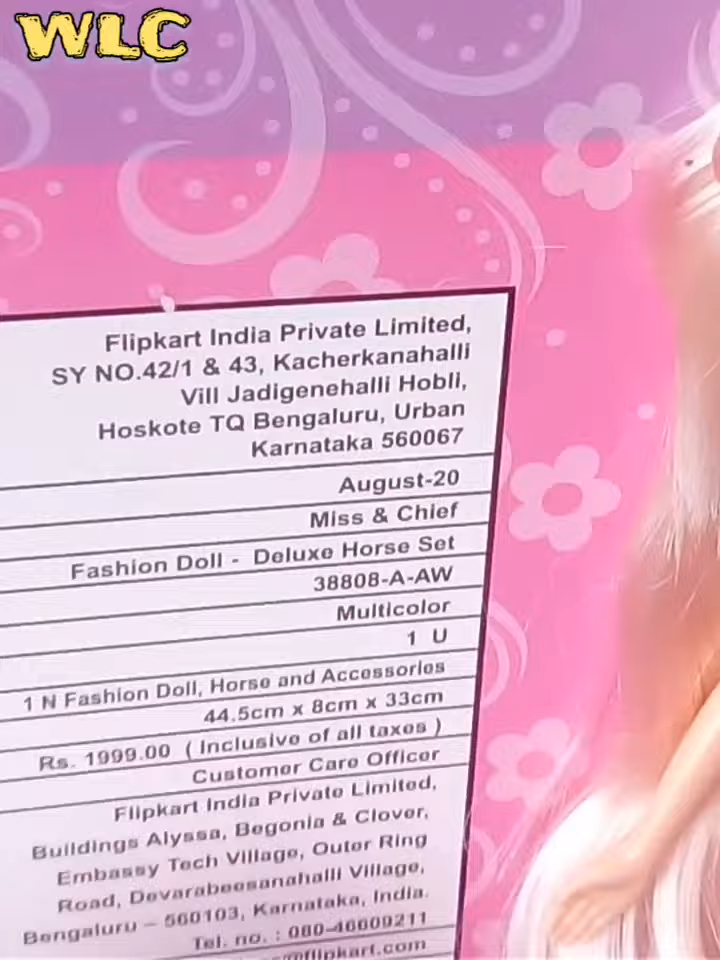 WLC
Flipkart India Private Limited,
SY NO.42/1 & 43, Kacherkanahalli
Vill Jadigenehalli Hobli,
Hoskote TQ Bengaluru, Urban
Karnataka 560067
August-20
Miss & Chief
Fashion Doll - Deluxe Horse Set
38808-A-AW
Multicolor
1 U
1 N Fashion Doll, Horse and Accessories
44.5cm x 8cm x 33cm
Rs. 1999.00 ( Inclusive of all taxes )
Customer Care Officer
Flipkart India Private Limited,
Buildings Alyssa, Begonia & Clover,
Embassy Tech Village, Outer Ring
Road, Devarabeesanahalli Village,
Bengaluru – 560103, Karnataka, India.
Tel. no. : 080-46609211